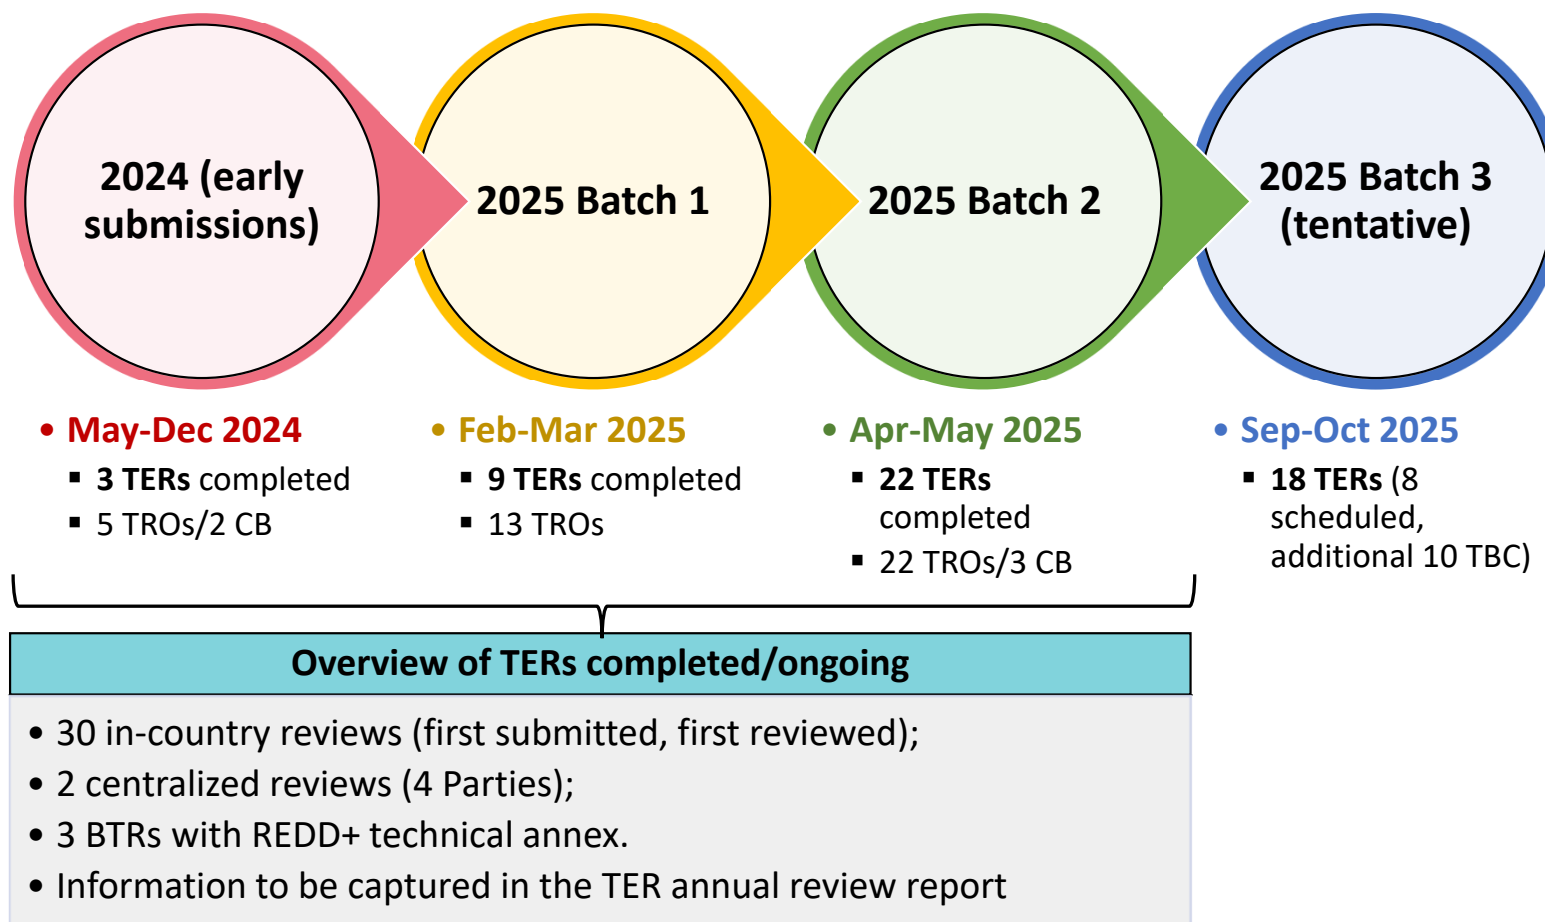 2024 (early
submissions)
2025 Batch 1
2025 Batch 2
2025 Batch 3
(tentative)
• May-Dec 2024
▪ 3 TERs completed
▪ 5 TROs/2 CB
• Feb-Mar 2025
▪ 9 TERs completed
▪ 13 TROs
• Apr-May 2025
▪ 22 TERs
completed
▪ 22 TROs/3 CB
• Sep-Oct 2025
▪ 18 TERs (8
scheduled,
additional 10 TBC)
Overview of TERs completed/ongoing
• 30 in-country reviews (first submitted, first reviewed);
• 2 centralized reviews (4 Parties);
• 3 BTRs with REDD+ technical annex.
• Information to be captured in the TER annual review report